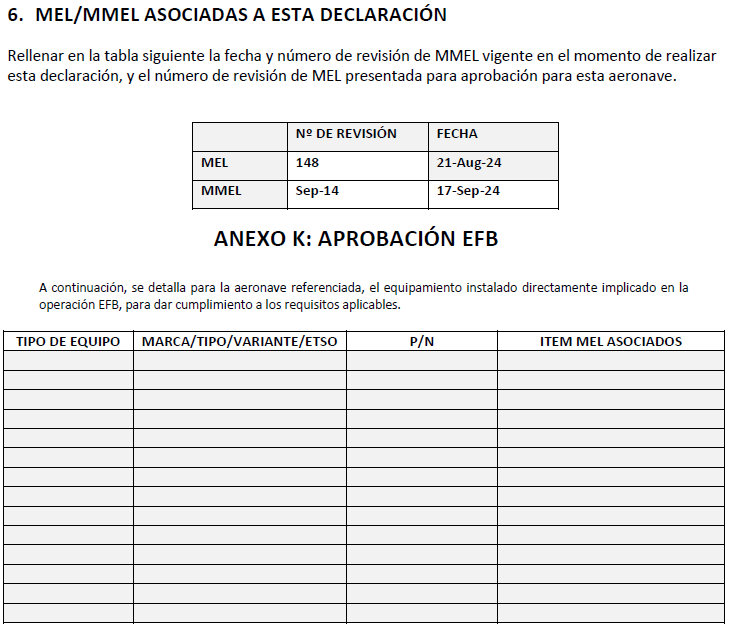 6. MEL/MMEL ASOCIADAS A ESTA DECLARACIÓN
Rellenar en la tabla siguiente la fecha y número de revisión de MMEL vigente en el momento de realizar
esta declaración, y el número de revisión de MEL presentada para aprobación para esta aeronave.
Nº DE REVISIÓN FECHA
MEL 148 21-Aug-24
MMEL Sep-14 17-Sep-24
ANEXO K: APROBACIÓN EFB
A continuación, se detalla para la aeronave referenciada, el equipamiento instalado directamente implicado en la
operación EFB, para dar cumplimiento a los requisitos aplicables.
TIPO DE EQUIPO MARCA/TIPO/VARIANTE/ETSO P/N ITEM MEL ASOCIADOS